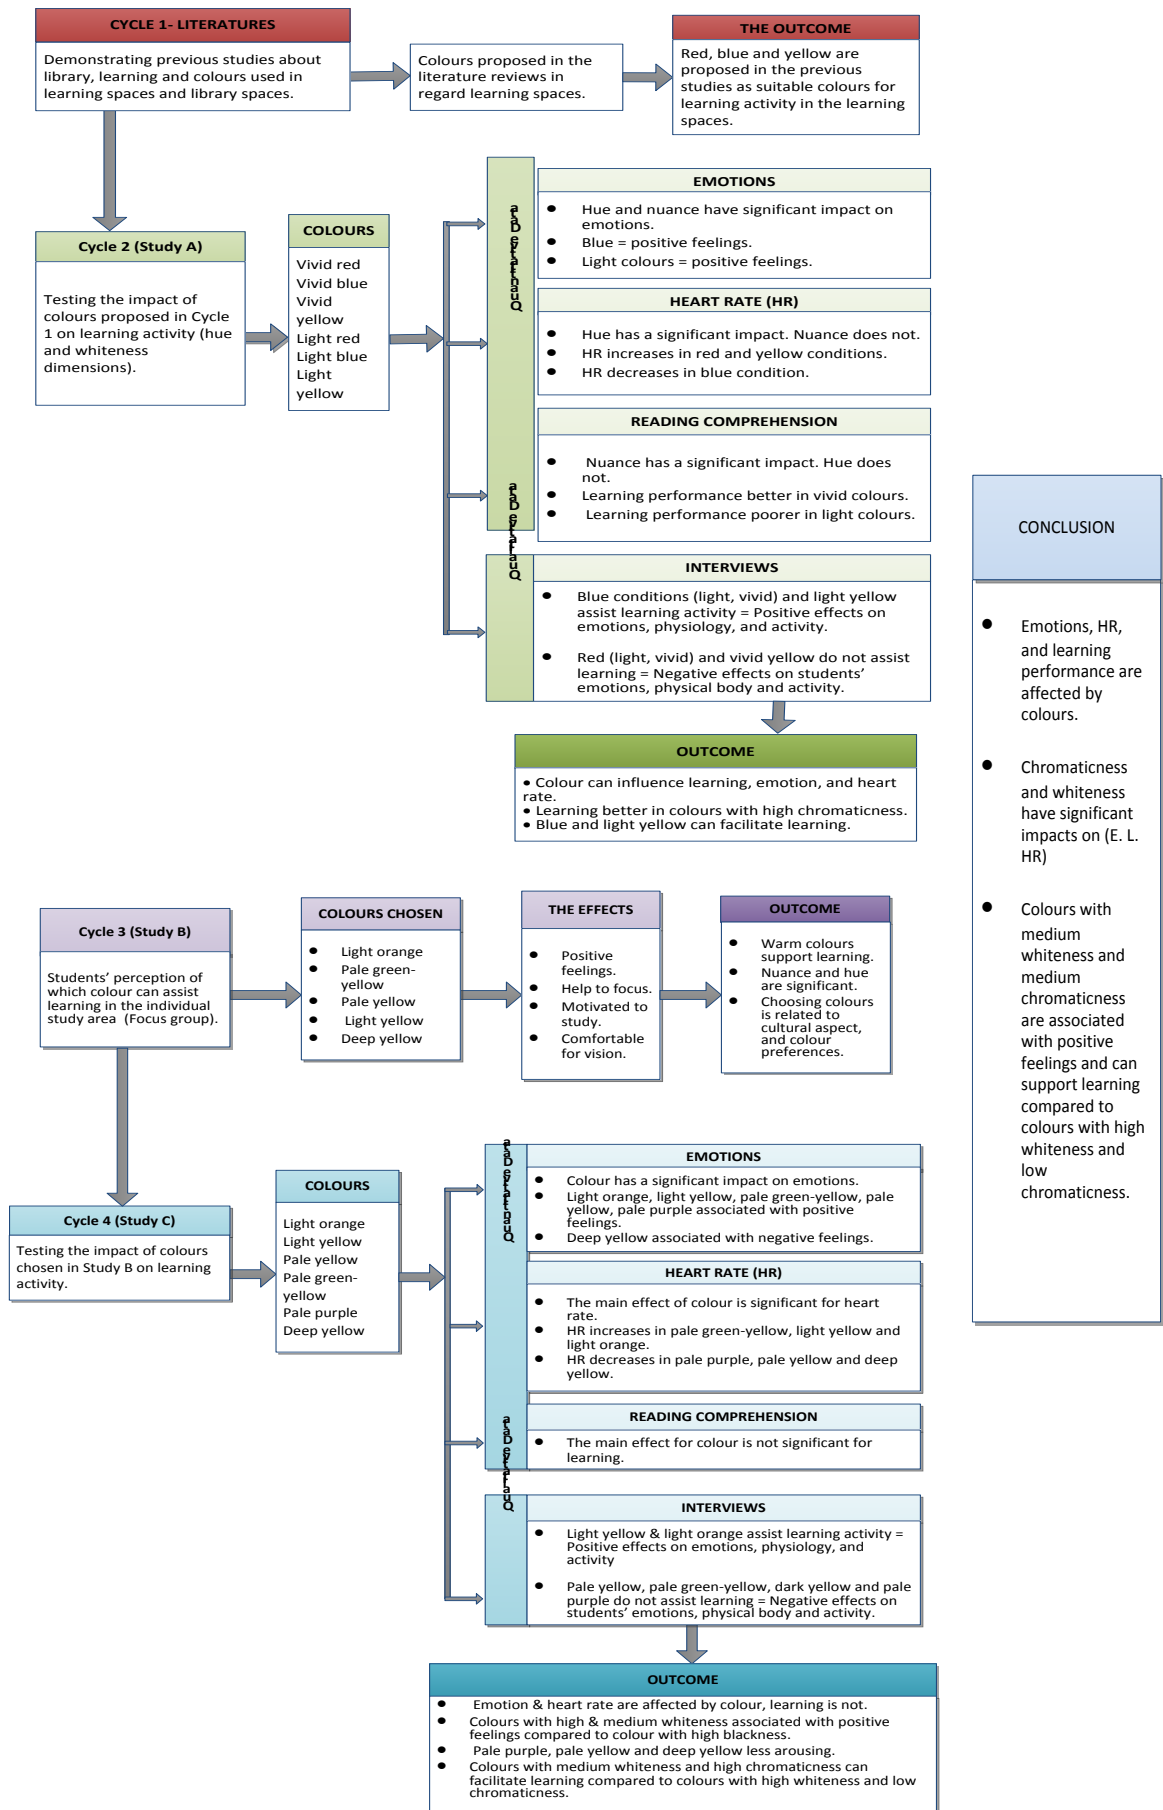 CYCLE 1- LITERATURES
Demonstrating previous studies about
library, learning and colours used in
learning spaces and library spaces.
Colours proposed in the
literature reviews in
regard learning spaces.
THE OUTCOME
Red, blue and yellow are
proposed in the previous
studies as suitable colours for
learning activity in the learning
spaces.
Cycle 2 (Study A)
Testing the impact of
colours proposed in Cycle
1 on learning activity (hue
and whiteness
dimensions).
COLOURS
Vivid red
Vivid blue
Vivid
yellow
Light red
Light blue
Light
yellow
EMOTIONS
● Hue and nuance have significant impact on
emotions.
● Blue = positive feelings.
● Light colours = positive feelings.
HEART RATE (HR)
● Hue has a significant impact. Nuance does not.
● HR increases in red and yellow conditions.
● HR decreases in blue condition.
READING COMPREHENSION
● Nuance has a significant impact. Hue does
not.
● Learning performance better in vivid colours.
● Learning performance poorer in light colours.
INTERVIEWS
● Blue conditions (light, vivid) and light yellow
assist learning activity = Positive effects on
emotions, physiology, and activity.
● Red (light, vivid) and vivid yellow do not assist
learning = Negative effects on students’
emotions, physical body and activity.
OUTCOME
• Colour can influence learning, emotion, and heart
rate.
• Learning better in colours with high chromaticness.
• Blue and light yellow can facilitate learning.
CONCLUSION
● Emotions, HR,
and learning
performance are
affected by
colours.
● Chromaticness
and whiteness
have significant
impacts on (E. L.
HR)
● Colours with
medium
whiteness and
medium
chromaticness
are associated
with positive
feelings and can
support learning
compared to
colours with high
whiteness and
low
chromaticness.
Cycle 3 (Study B)
Students’ perception of
which colour can assist
learning in the individual
study area (Focus group).
COLOURS CHOSEN
● Light orange
● Pale green-
yellow
● Pale yellow
● Light yellow
● Deep yellow
THE EFFECTS
● Positive
feelings.
● Help to focus.
● Motivated to
study.
● Comfortable
for vision.
OUTCOME
● Warm colours
support learning.
● Nuance and hue
are significant.
● Choosing colours
is related to
cultural aspect,
and colour
preferences.
Cycle 4 (Study C)
Testing the impact of colours
chosen in Study B on learning
activity.
COLOURS
Light orange
Light yellow
Pale yellow
Pale green-
yellow
Pale purple
Deep yellow
EMOTIONS
● Colour has a significant impact on emotions.
● Light orange, light yellow, pale green-yellow, pale
yellow, pale purple associated with positive
feelings.
● Deep yellow associated with negative feelings.
HEART RATE (HR)
● The main effect of colour is significant for heart
rate.
● HR increases in pale green-yellow, light yellow and
light orange.
● HR decreases in pale purple, pale yellow and deep
yellow.
READING COMPREHENSION
● The main effect for colour is not significant for
learning.
INTERVIEWS
● Light yellow & light orange assist learning activity =
Positive effects on emotions, physiology, and
activity
● Pale yellow, pale green-yellow, dark yellow and pale
purple do not assist learning = Negative effects on
students’ emotions, physical body and activity.
OUTCOME
● Emotion & heart rate are affected by colour, learning is not.
● Colours with high & medium whiteness associated with positive
feelings compared to colour with high blackness.
● Pale purple, pale yellow and deep yellow less arousing.
● Colours with medium whiteness and high chromaticness can
facilitate learning compared to colours with high whiteness and low
chromaticness.